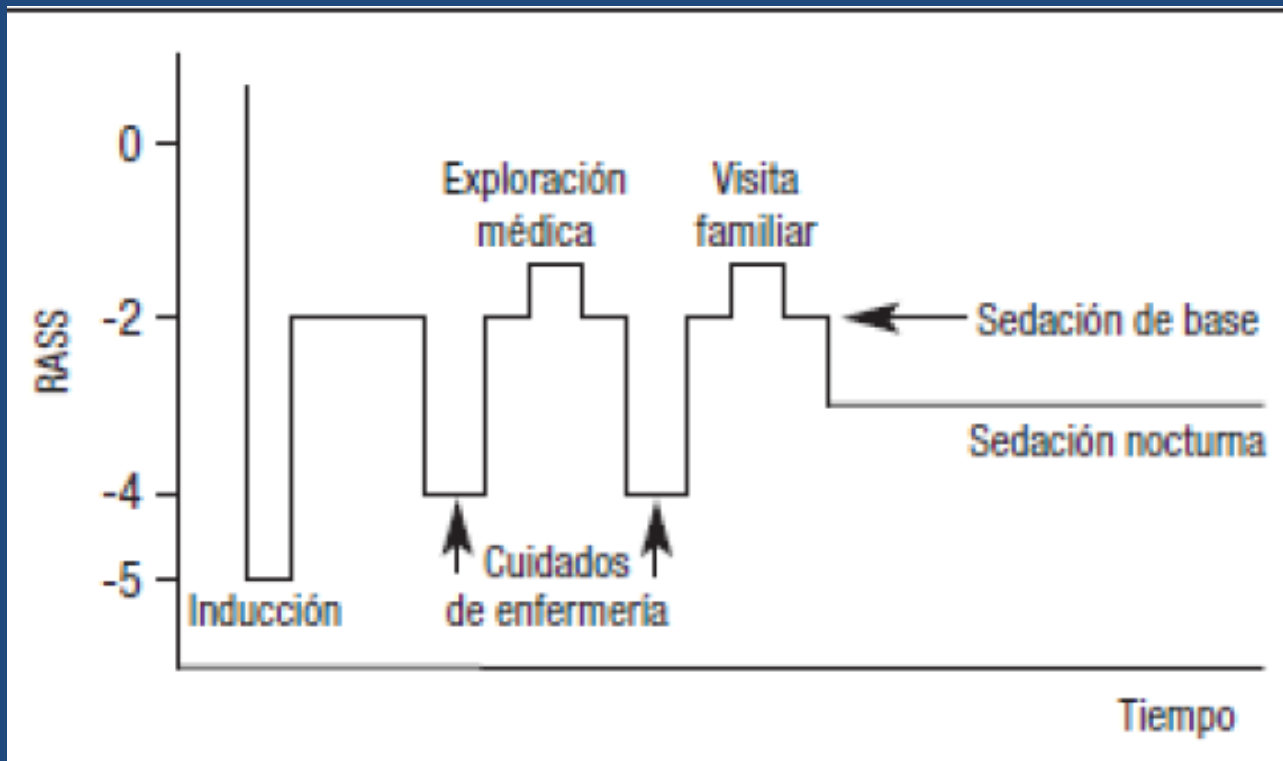 0
-2
-4
-5
RASS
Exploración
médica
Visita
familiar
Sedación de base
Sedación nocturna
Inducción
Cuidados
de enfermería
Tiempo